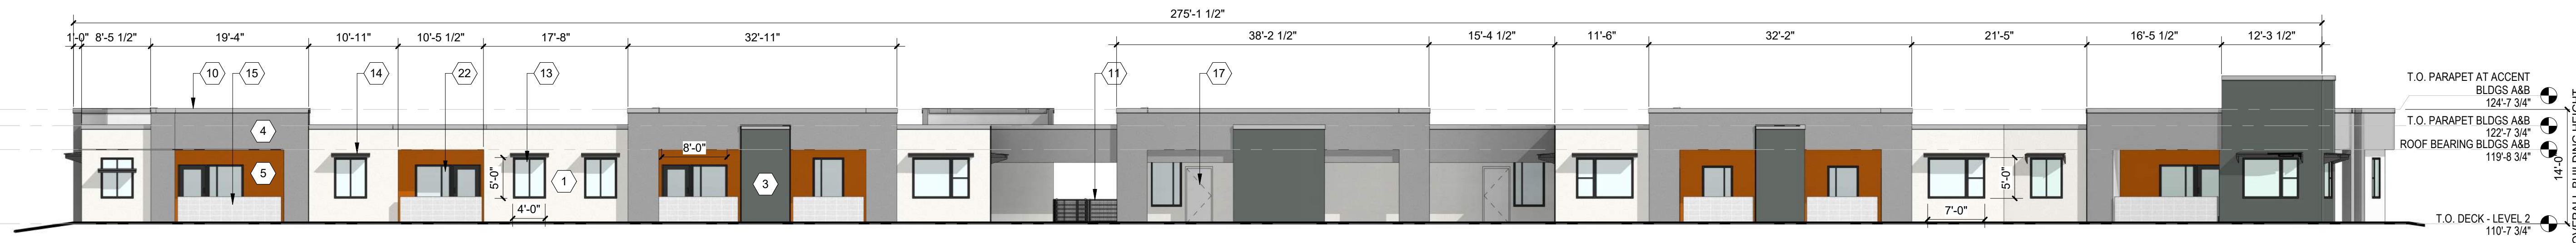 275'-1 1/2"
1'-0" 8'-5 1/2" 19'-4" 10'-11" 10'-5 1/2" 17'-8" 32'-11" 38'-2 1/2" 15'-4 1/2" 11'-6" 32'-2" 21'-5" 16'-5 1/2" 12'-3 1/2"
10 15 14 22 13 11 17
T.O. PARAPET AT ACCENT
BLDGS A&B
124'-7 3/4"
T.O. PARAPET BLDGS A&B
122'-7 3/4"
ROOF BEARING BLDGS A&B
119'-8 3/4"
4
5
8'-0"
5'-0"
1
3
4'-0"
5'-0"
7'-0"
14'-0"
OVERALL BUILDING HEIGHT
T.O. DECK - LEVEL 2
110'-7 3/4"